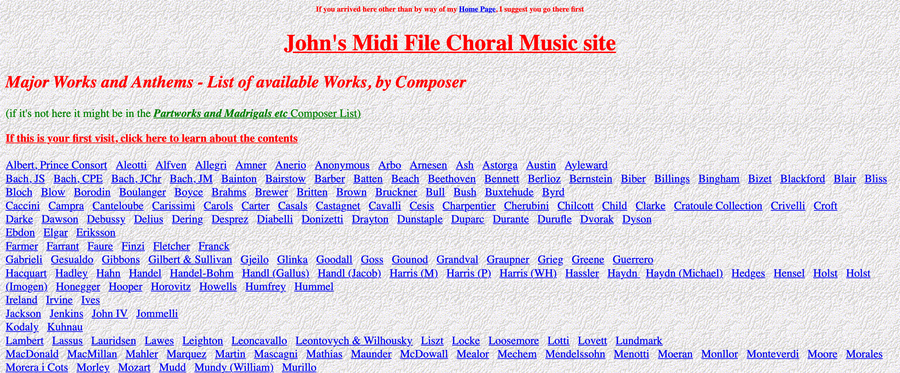 If you arrived here other than by way of my Home Page, I suggest you go there first
John's Midi File Choral Music site
Major Works and Anthems - List of available Works, by Composer
(if it's not here it might be in the Partworks and Madrigals etc Composer List)
If this is your first visit, click here to learn about the contents
Albert, Prince Consort Aleotti Alfven Allegri Amner Anerio Anonymous Arbo Arnesen Ash Astorga Austin Ayleward
Bach, JS Bach, CPE Bach, JChr Bach, JM Bainton Bairstow Barber Batten Beach Beethoven Bennett Berlioz Bernstein Biber Billings Bingham Bizet Blackford Blair Bliss
Bloch Blow Borodin Boulanger Boyce Brahms Brewer Britten Brown Bruckner Bull Bush Buxtehude Byrd
Caccini Campra Canteloube Carissimi Carols Carter Casals Castagnet Cavalli Cesis Charpentier Cherubini Chilcott Child Clarke Cratoule Collection Crivelli Croft
Darke Dawson Debussy Delius Dering Desprez Diabelli Donizetti Drayton Dunstaple Duparc Durante Durufle Dvorak Dyson
Ebdon Elgar Eriksson
Farmer Farrant Faure Finzi Fletcher Franck
Gabrieli Gesualdo Gibbons Gilbert & Sullivan Gjeilo Glinka Goodall Goss Gounod Grandval Graupner Grieg Greene Guerrero
Hacquart Hadley Hahn Handel Handel-Bohm Handl (Gallus) Handl (Jacob) Harris (M) Harris (P) Harris (WH) Hassler Haydn Haydn (Michael) Hedges Hensel Holst Holst
(Imogen) Honegger Hooper Horovitz Howells Humfrey Hummel
Ireland Irvine Ives
Jackson Jenkins John IV Jommelli
Kodaly Kuhnau
Lambert Lassus Lauridsen Lawes Leighton Leoncavallo Leontovych & Wilhousky Liszt Locke Loosemore Lotti Lovett Lundmark
MacDonald MacMillan Mahler Marquez Martin Mascagni Mathias Maunder McDowall Mealor Mechem Mendelssohn Menotti Moeran Monllor Monteverdi Moore Morales
Morera i Cots Morley Mozart Mudd Mundy (William) Murillo